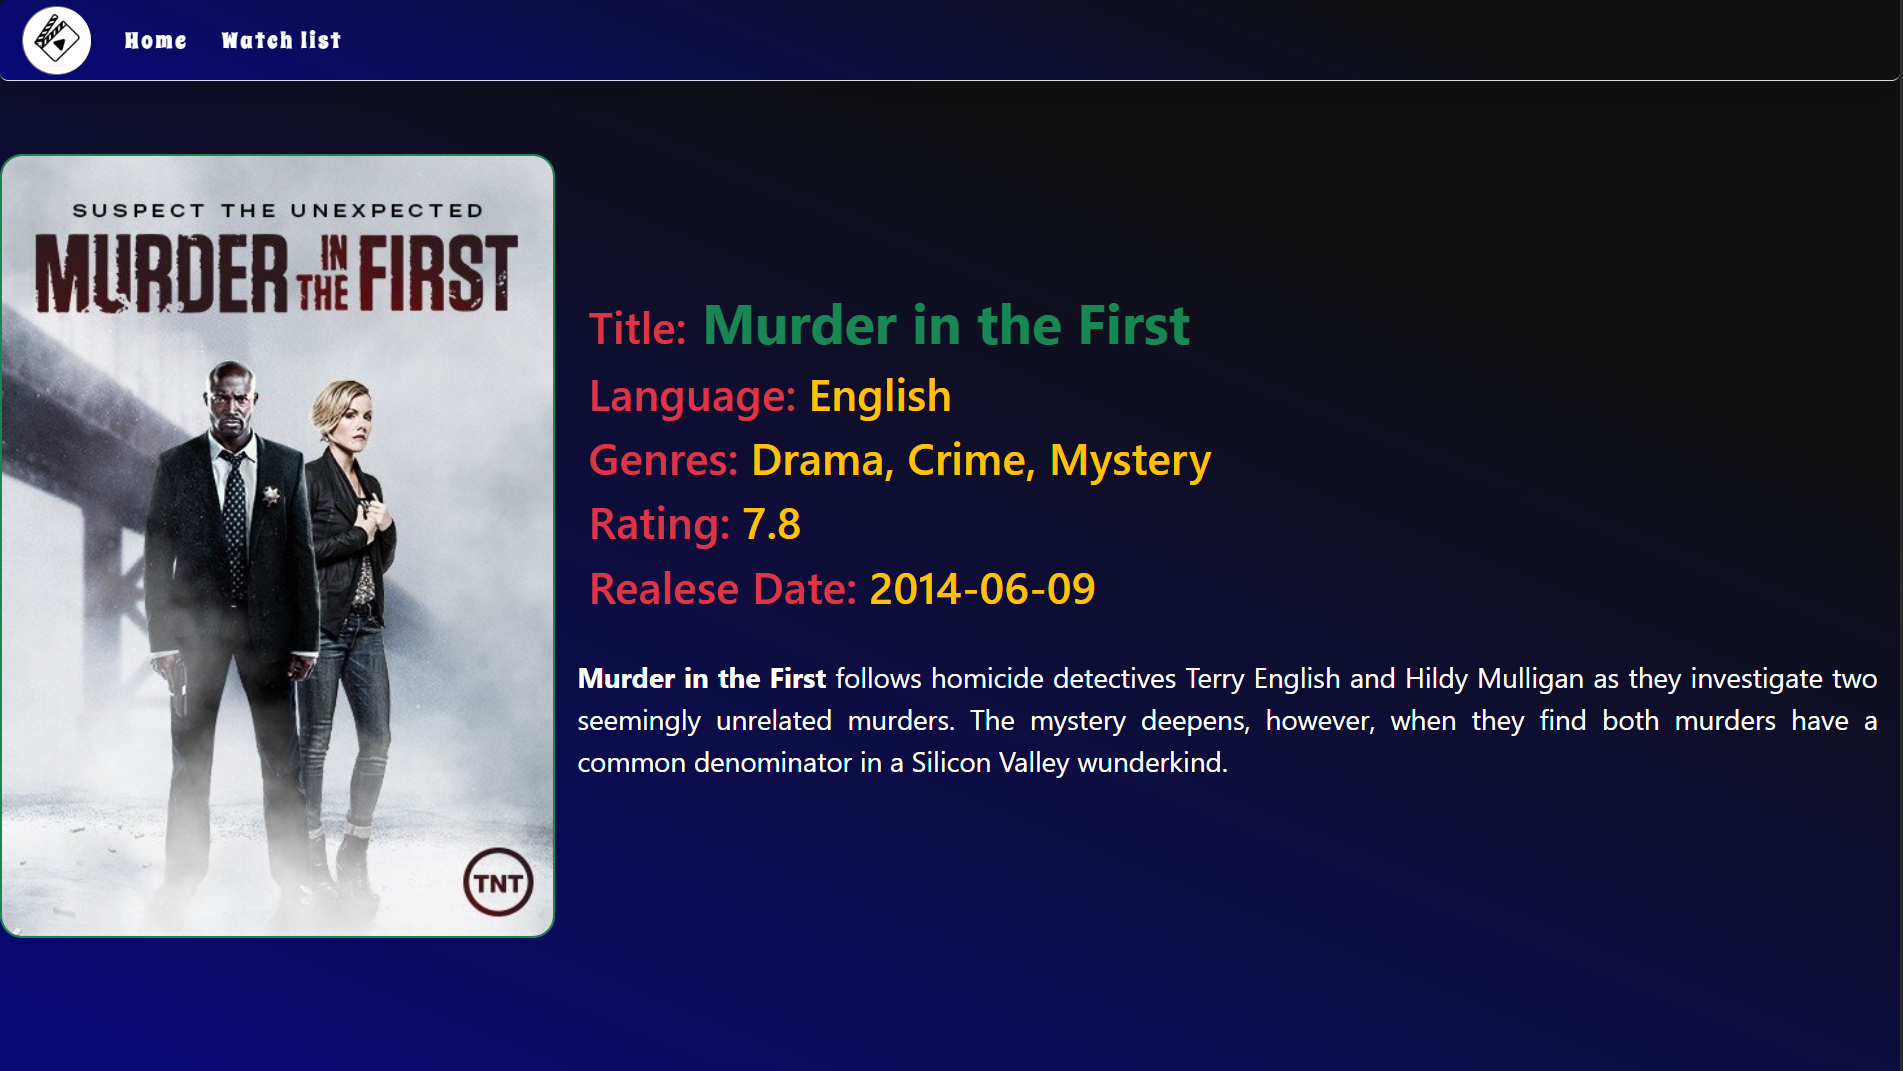 Home Watch list
SUSPECT THE UNEXPECTED
MURDER IN THE FIRST
TNT
Title: Murder in the First
Language: English
Genres: Drama, Crime, Mystery
Rating: 7.8
Realese Date: 2014-06-09
Murder in the First follows homicide detectives Terry English and Hildy Mulligan as they investigate two
seemingly unrelated murders. The mystery deepens, however, when they find both murders have a
common denominator in a Silicon Valley wunderkind.